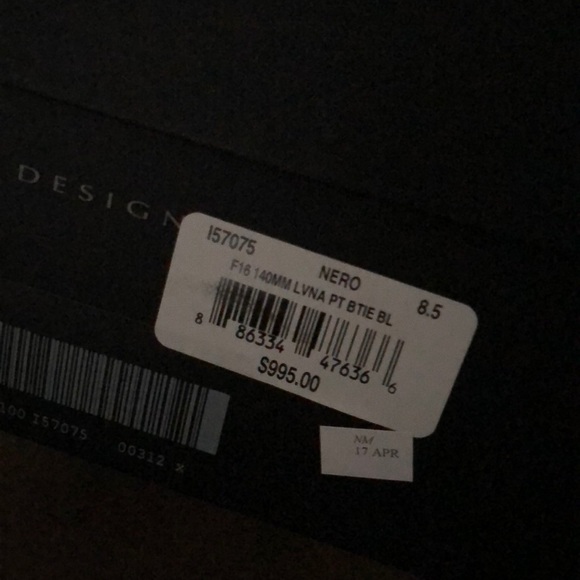 DESIGN
I57075
NERO
8.5
F16 140MM LVNA PT BTIE BL
8 86334 47636 6
$995.00
100 I57075 00312 x
NM
17 APR